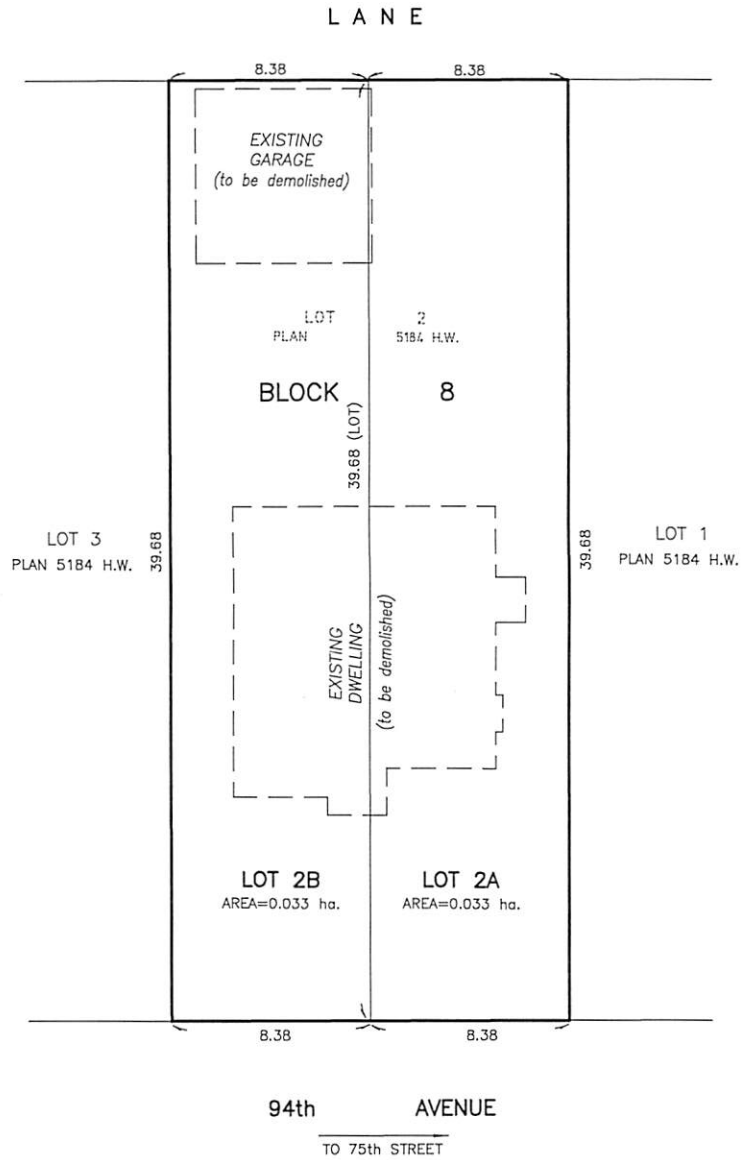 LANE
8.38
8.38
EXISTING
GARAGE
(to be demolished)
LOT 2
PLAN 5184 H.W.
BLOCK 8
39.68 (LOT)
LOT 3
PLAN 5184 H.W.
39.68
39.68
LOT 1
PLAN 5184 H.W.
EXISTING
DWELLING
(to be demolished)
LOT 2B
AREA=0.033 ha.
LOT 2A
AREA=0.033 ha.
8.38
8.38
94th AVENUE
TO 75th STREET